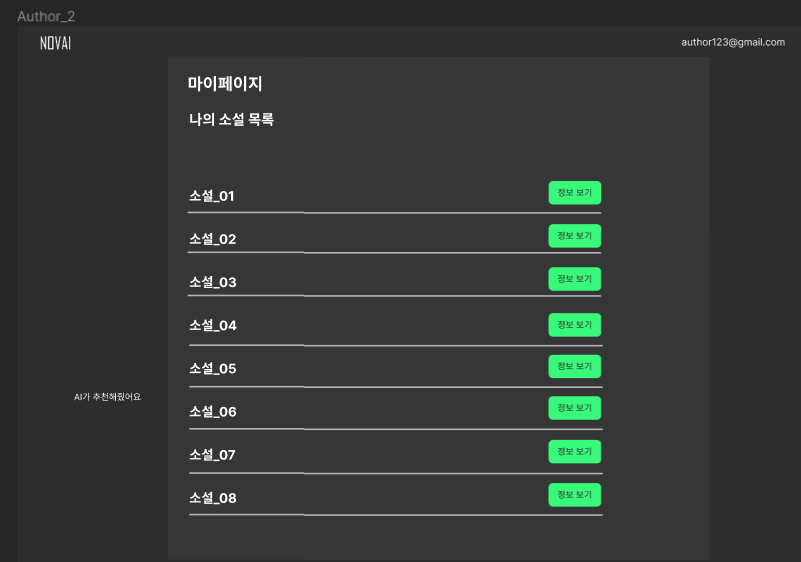 Author_2
NOVAI
author123@gmail.com
마이페이지
나의 소설 목록
소설_01
정보 보기
소설_02
정보 보기
소설_03
정보 보기
소설_04
정보 보기
소설_05
정보 보기
AI가 추천해줬어요
소설_06
정보 보기
소설_07
정보 보기
소설_08
정보 보기